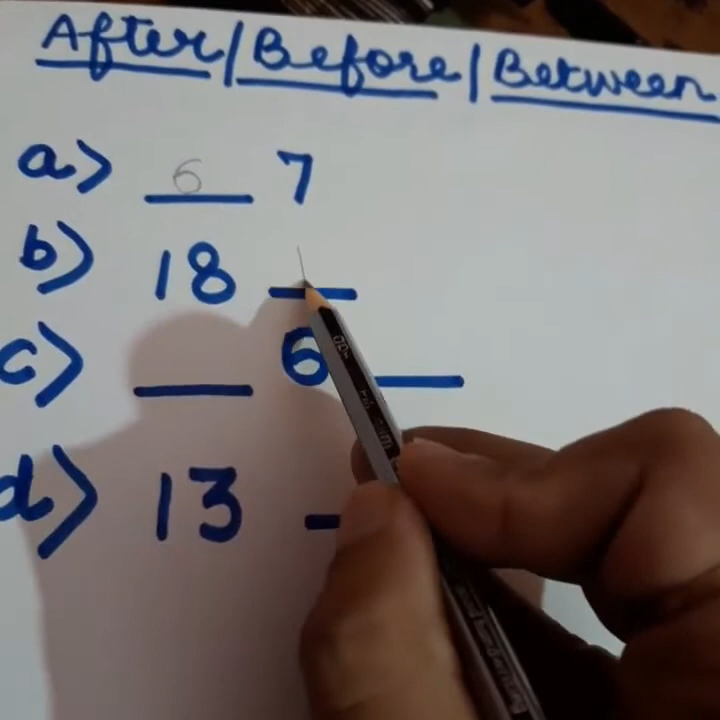 After/Before/Between
a> 6 7
b) 18
c) 6
d) 13